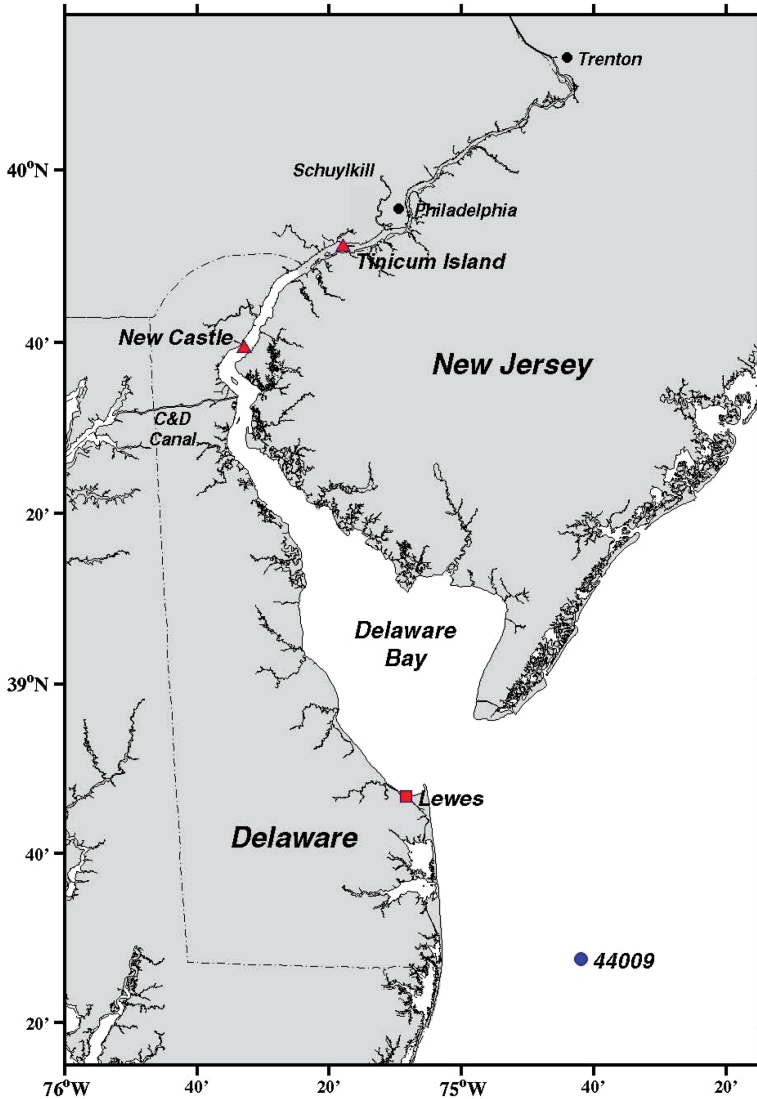 Trenton
40°N
Schuylkill
Philadelphia
Tinicum Island
40'
New Castle
New Jersey
C&D
Canal
20'
Delaware
Bay
39°N
Lewes
Delaware
40'
44009
20'
76°W
40'
20'
75°W
40'
20'